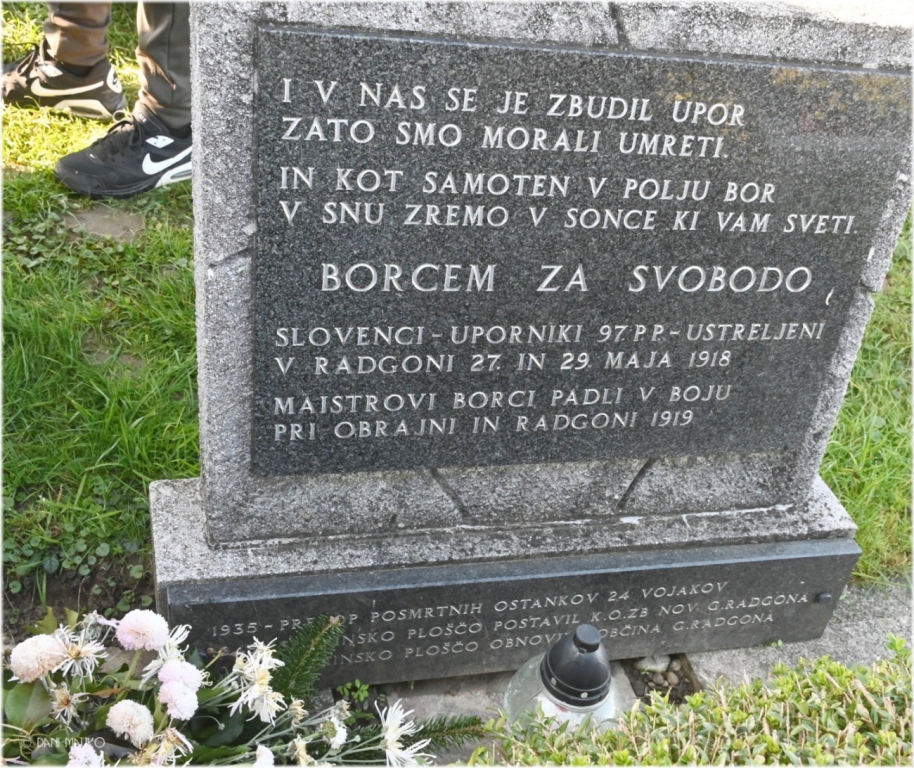 I V NAS SE JE ZBUDIL UPOR
ZATO SMO MORALI UMRETI.
IN KOT SAMOTEN V POLJU BOR
V SNU ZREMO V SONCE KI VAM SVETI.
BORCEM ZA SVOBODO
SLOVENCI - UPORNIKI 97. P.P. - USTRELJENI
V RADGONI 27. IN 29. MAJA 1918
MAISTROVI BORCI PADLI V BOJU
PRI OBRAJNI IN RADGONI 1919
1935 - POSMRTNIH OSTANKOV 24 VOJAKOV
PLOŠČO POSTAVIL K.O.ZB NOV G.RADGONA
PLOŠČO OBČINA G.RADGONA
© DANI MAUKO